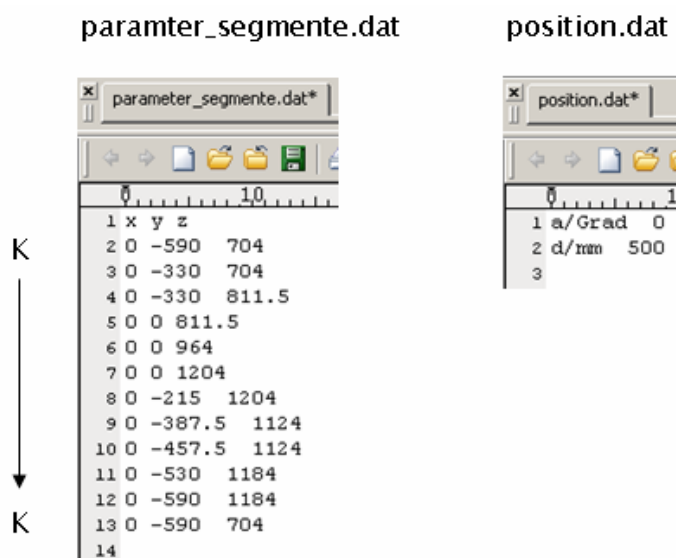 paramter_segmente.dat
position.dat
parameter_segmente.dat*
position.dat*
0 10
0 1
1 x y z
2 0 -590 704
3 0 -330 704
4 0 -330 811.5
5 0 0 811.5
6 0 0 964
7 0 0 1204
8 0 -215 1204
9 0 -387.5 1124
10 0 -457.5 1124
11 0 -530 1184
12 0 -590 1184
13 0 -590 704
14
1 a/Grad 0
2 d/mm 500
3
K
K